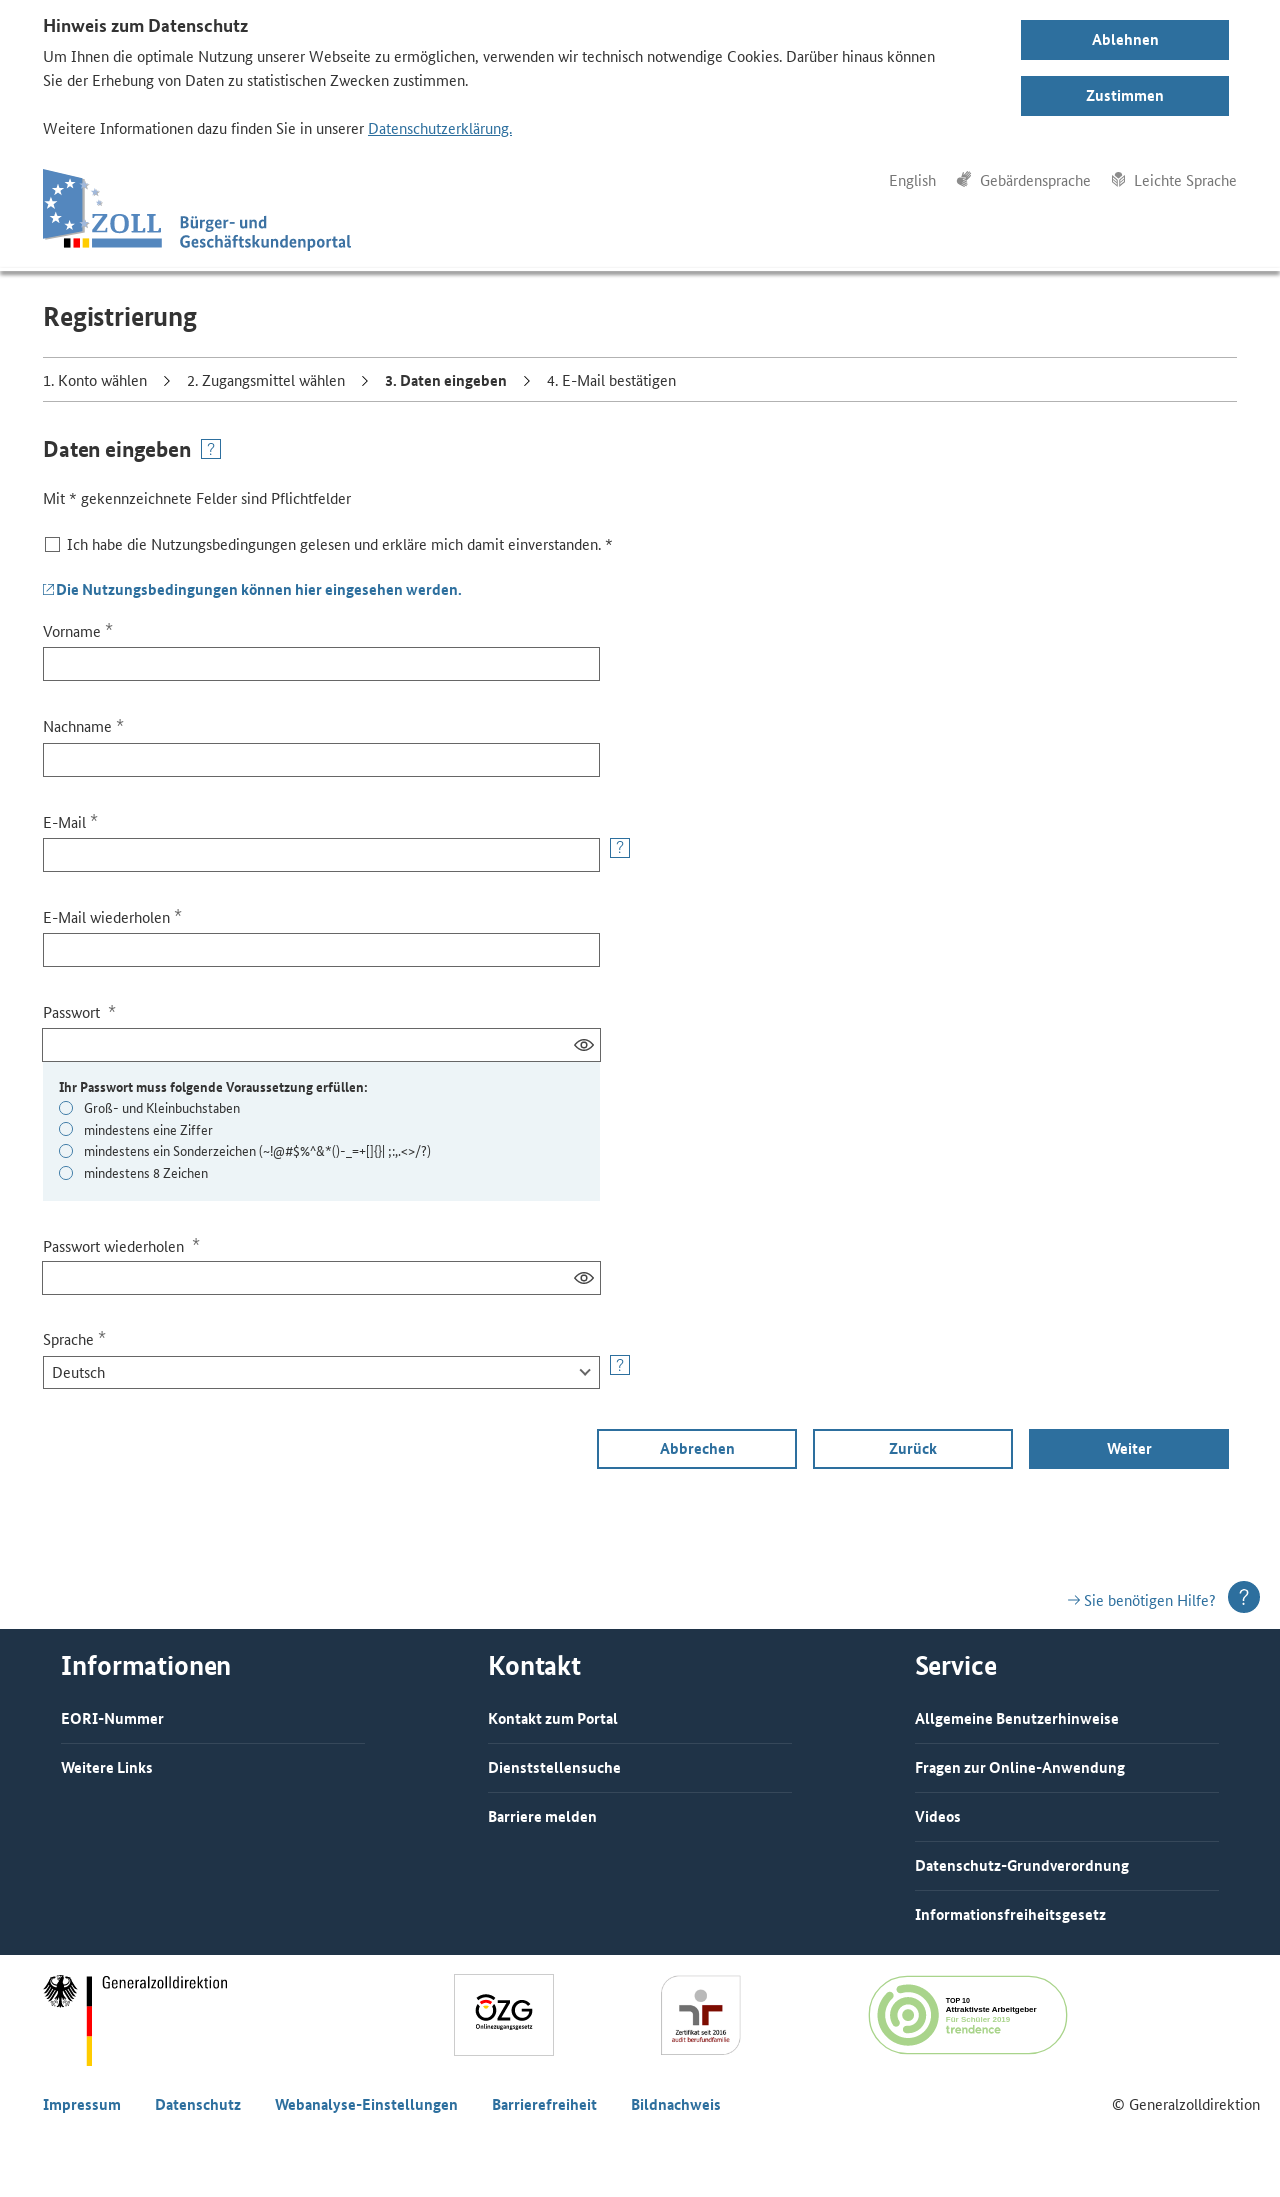 Hinweis zum Datenschutz
Um Ihnen die optimale Nutzung unserer Webseite zu ermöglichen, verwenden wir technisch notwendige Cookies. Darüber hinaus können
Sie der Erhebung von Daten zu statistischen Zwecken zustimmen.
Weitere Informationen dazu finden Sie in unserer Datenschutzerklärung.
Ablehnen
Zustimmen
English Gebärdensprache Leichte Sprache
ZOLL
Bürger- und
Geschäftskundenportal
Registrierung
1. Konto wählen 2. Zugangsmittel wählen 3. Daten eingeben 4. E-Mail bestätigen
Daten eingeben ?
Mit * gekennzeichnete Felder sind Pflichtfelder
Ich habe die Nutzungsbedingungen gelesen und erkläre mich damit einverstanden. *
Die Nutzungsbedingungen können hier eingesehen werden.
Vorname *
Nachname *
E-Mail *
?
E-Mail wiederholen *
Passwort *
Ihr Passwort muss folgende Voraussetzung erfüllen:
Groß- und Kleinbuchstaben
mindestens eine Ziffer
mindestens ein Sonderzeichen (~!@#$%^&*()-_=+[]{}| ;:,.<>/?)
mindestens 8 Zeichen
Passwort wiederholen *
Sprache *
Deutsch
?
Abbrechen Zurück Weiter
Sie benötigen Hilfe? ?
Informationen
EORI-Nummer
Weitere Links
Kontakt
Kontakt zum Portal
Dienststellensuche
Barriere melden
Service
Allgemeine Benutzerhinweise
Fragen zur Online-Anwendung
Videos
Datenschutz-Grundverordnung
Informationsfreiheitsgesetz
Generalzolldirektion
OZG
Onlinezugangsgesetz
Zertifikat seit 2016
audit berufundfamilie
TOP 10
Attraktivste Arbeitgeber
Für Schüler 2019
trendence
Impressum Datenschutz Webanalyse-Einstellungen Barrierefreiheit Bildnachweis
© Generalzolldirektion